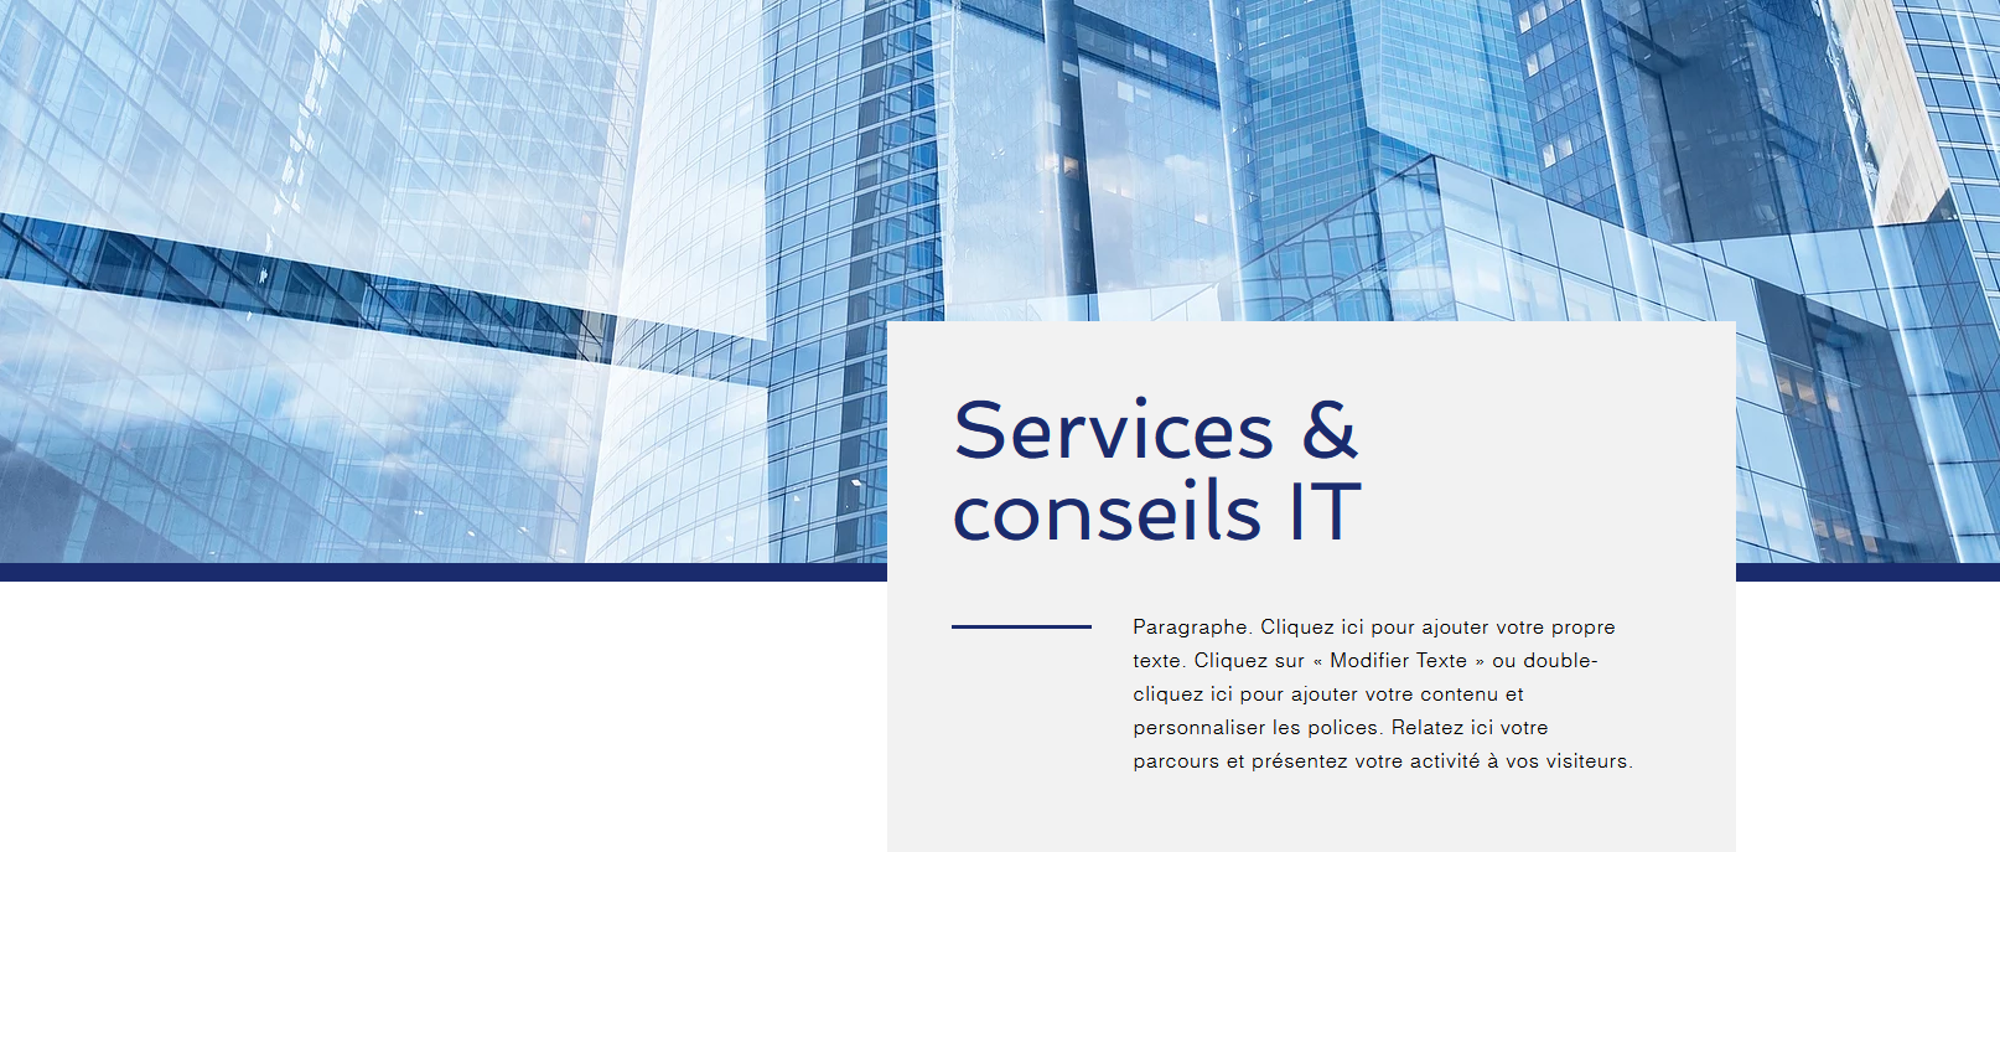 Services &
conseils IT
Paragraphe. Cliquez ici pour ajouter votre propre
texte. Cliquez sur « Modifier Texte » ou double-
cliquez ici pour ajouter votre contenu et
personnaliser les polices. Relatez ici votre
parcours et présentez votre activité à vos visiteurs.